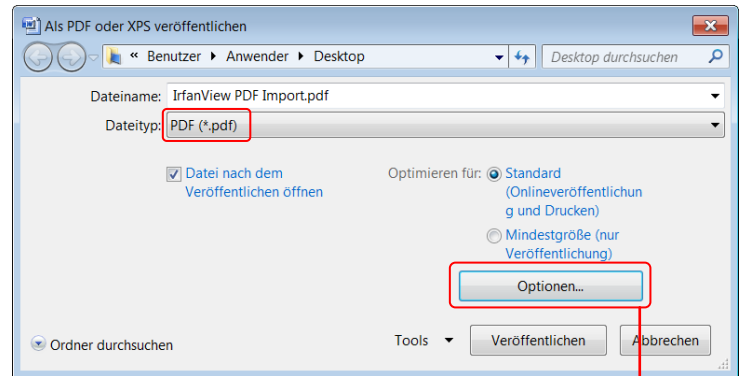 Als PDF oder XPS veröffentlichen
« Benutzer Anwender Desktop
Desktop durchsuchen
Dateiname: IrfanView PDF Import.pdf
Dateityp: PDF (*.pdf)
Datei nach dem
Veröffentlichen öffnen
Optimieren für: Standard
(Onlineveröffentlichun
g und Drucken)
Mindestgröße (nur
Veröffentlichung)
Optionen...
Ordner durchsuchen
Tools
Veröffentlichen
Abbrechen